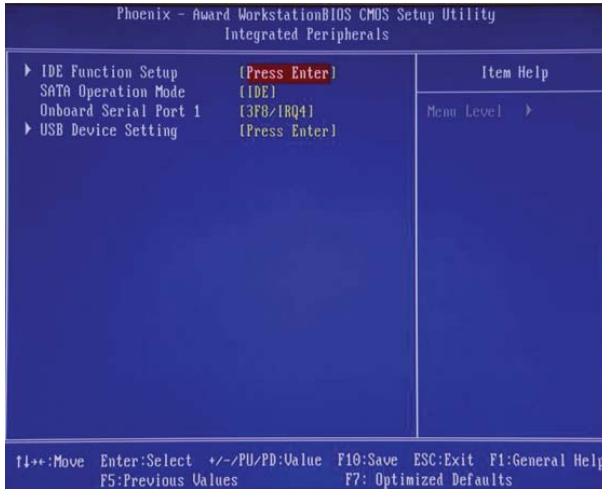 Phoenix - Award WorkstationBIOS CMOS Setup Utility
Integrated Peripherals
IDE Function Setup [Press Enter]
SATA Operation Mode [IDE]
Onboard Serial Port 1 [3F8/IRQ4]
USB Device Setting [Press Enter]
Item Help
Menu Level
↑↓→←:Move Enter:Select +/-/PU/PD:Value F10:Save ESC:Exit F1:General Help
F5:Previous Values F7: Optimized Defaults